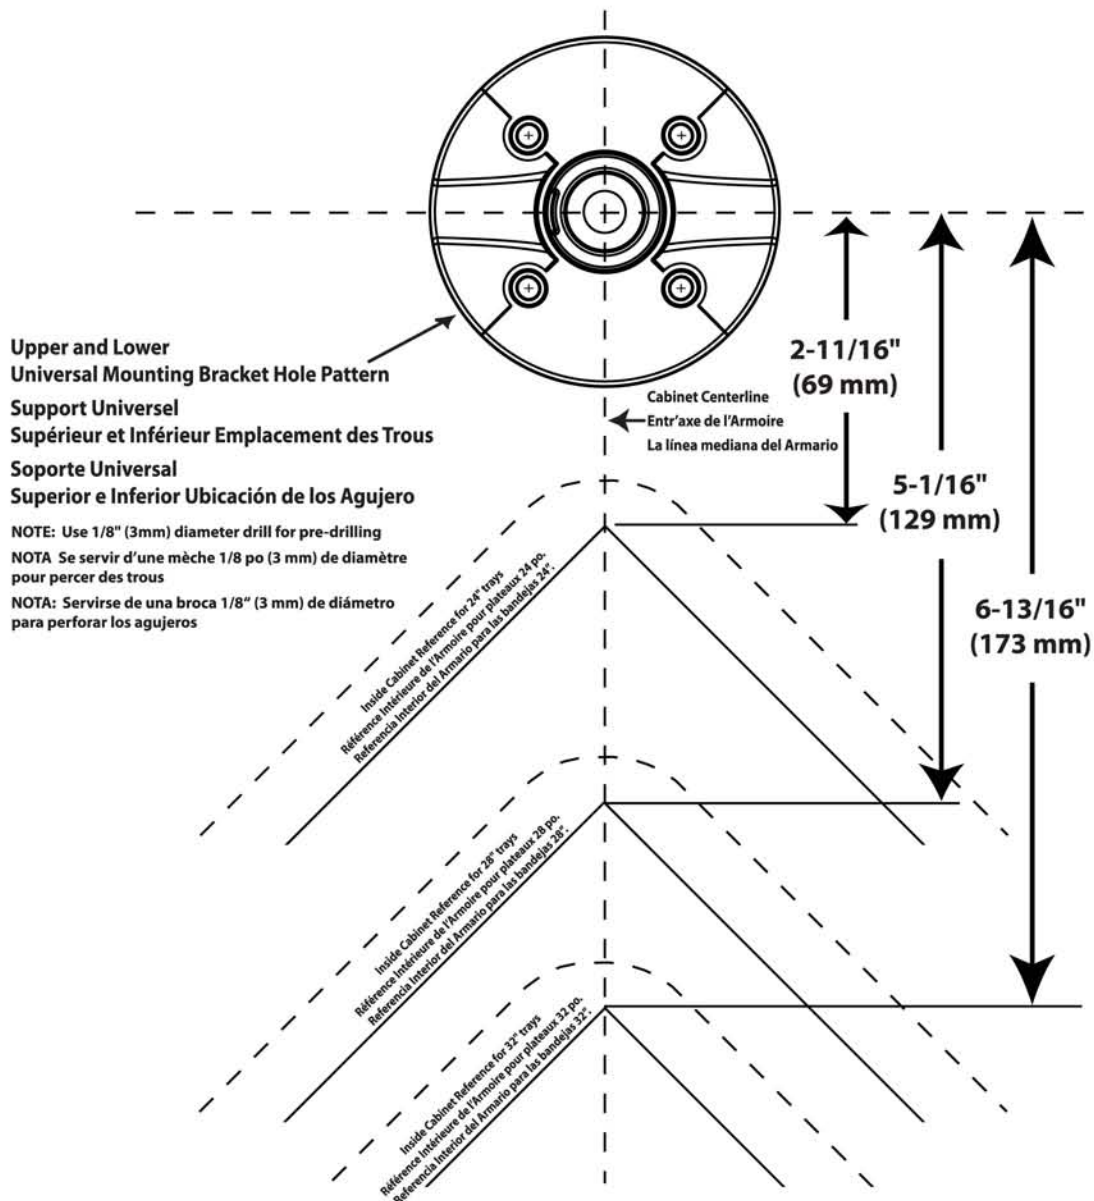 Upper and Lower
Universal Mounting Bracket Hole Pattern
Support Universel
Supérieur et Inférieur Emplacement des Trous
Soporte Universal
Superior e Inferior Ubicación de los Agujero
NOTE: Use 1/8" (3mm) diameter drill for pre-drilling
NOTA Se servir d'une mèche 1/8 po (3 mm) de diamètre
pour percer des trous
NOTA: Servirse de una broca 1/8" (3 mm) de diámetro
para perforar los agujeros
Cabinet Centerline
Entr'axe de l'Armoire
La línea mediana del Armario
2-11/16"
(69 mm)
5-1/16"
(129 mm)
6-13/16"
(173 mm)
Inside Cabinet Reference for 24" trays
Référence Intérieure de l'Armoire pour plateaux 24 po.
Referencia Interior del Armario para las bandejas 24".
Inside Cabinet Reference for 28" trays
Référence Intérieure de l'Armoire pour plateaux 28 po.
Referencia Interior del Armario para las bandejas 28".
Inside Cabinet Reference for 32" trays
Référence Intérieure de l'Armoire pour plateaux 32 po.
Referencia Interior del Armario para las bandejas 32".